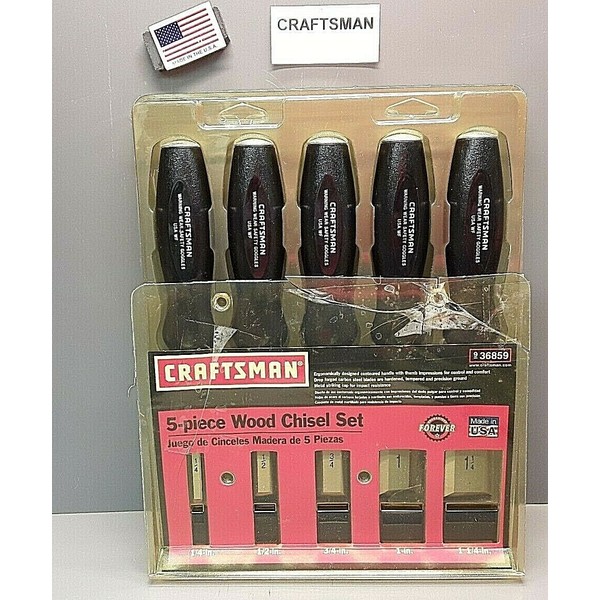 MADE IN THE U.S.A
CRAFTSMAN
CRAFTSMAN
WARNING WEAR SAFETY GOGGLES
USA WF
CRAFTSMAN
WARNING WEAR SAFETY GOGGLES
USA WF
CRAFTSMAN
WARNING WEAR SAFETY GOGGLES
USA WF
CRAFTSMAN
WARNING WEAR SAFETY GOGGLES
USA WF
CRAFTSMAN
WARNING WEAR SAFETY GOGGLES
USA WF
CRAFTSMAN®
9 36859
www.craftsman.com
Ergonomically designed contoured handle with thumb impressions for control and comfort
Drop forged carbon steel blades are hardened, tempered and precision ground
Metal striking cap for impact resistance
5-piece Wood Chisel Set
Juego de Cinceles Madera de 5 Piezas
FOREVER
Made in
USA
1/4
1/2
3/4
1
1 1/4
1/4-in.
1/2-in.
3/4-in.
1-in.
1-1/4-in.